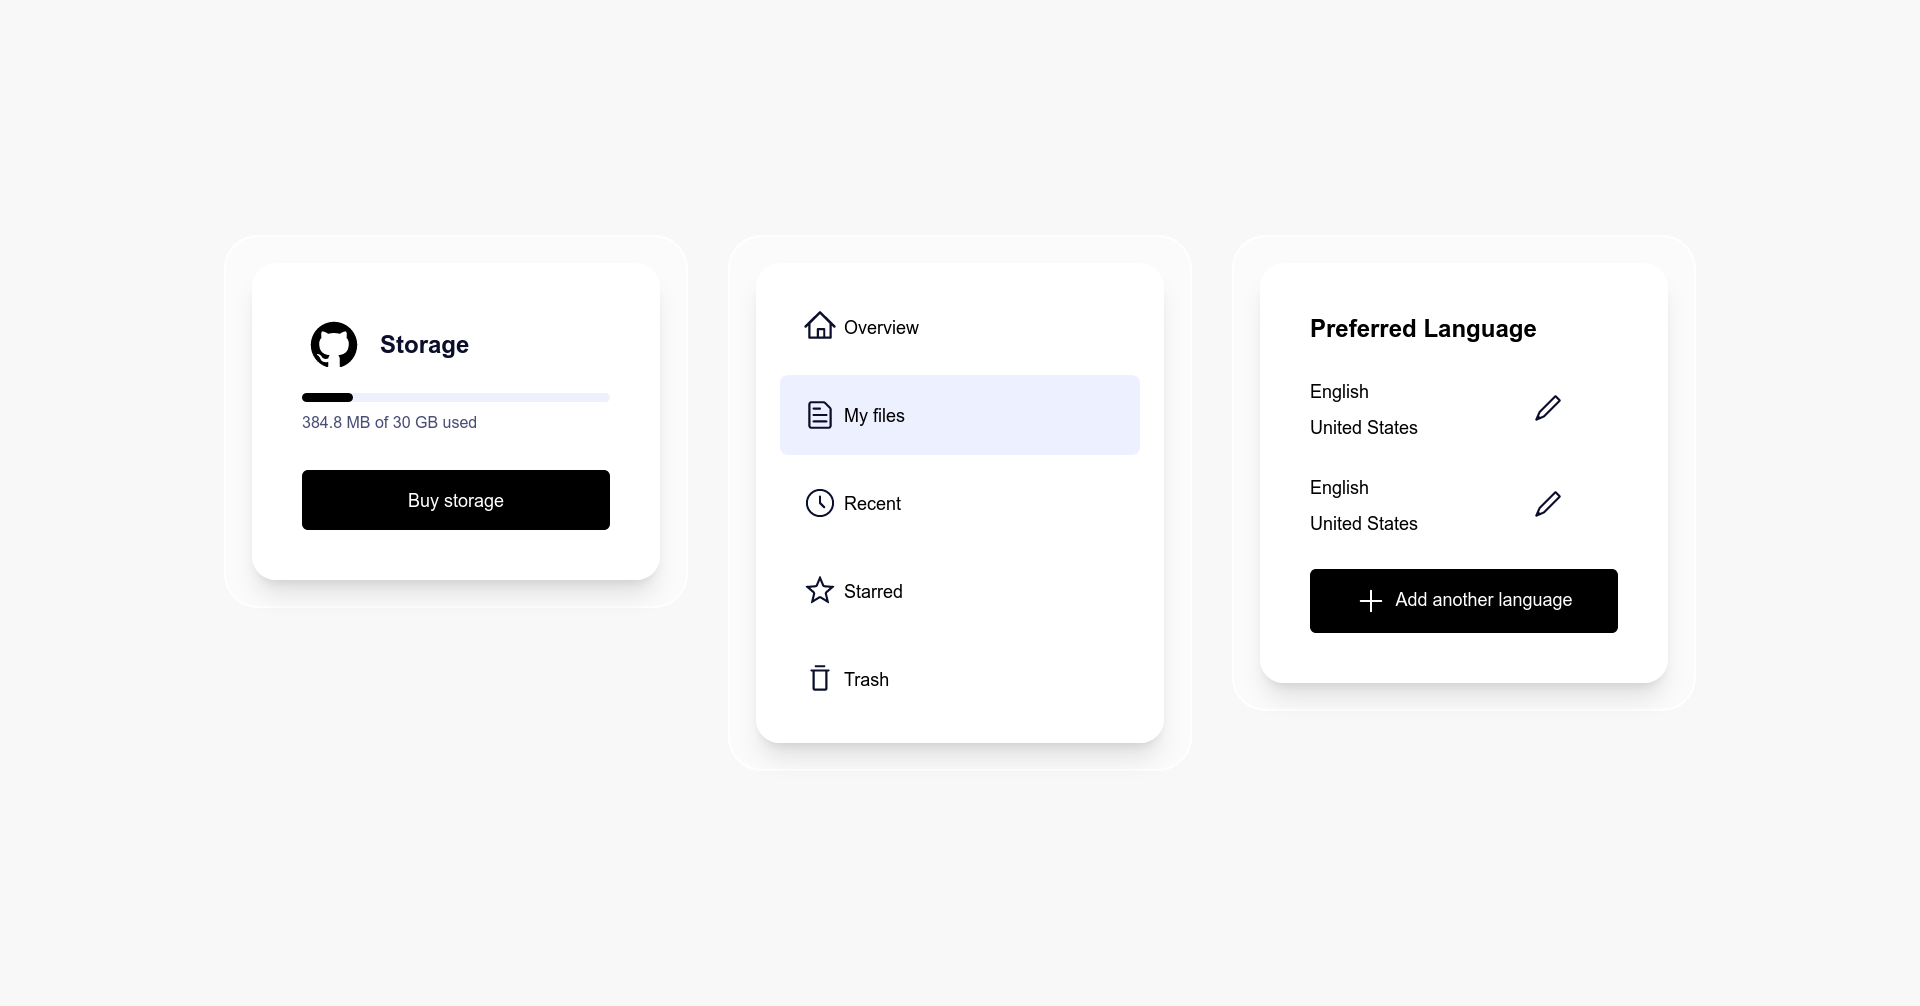 Storage
384.8 MB of 30 GB used
Buy storage
Overview
My files
Recent
Starred
Trash
Preferred Language
English
United States
English
United States
Add another language